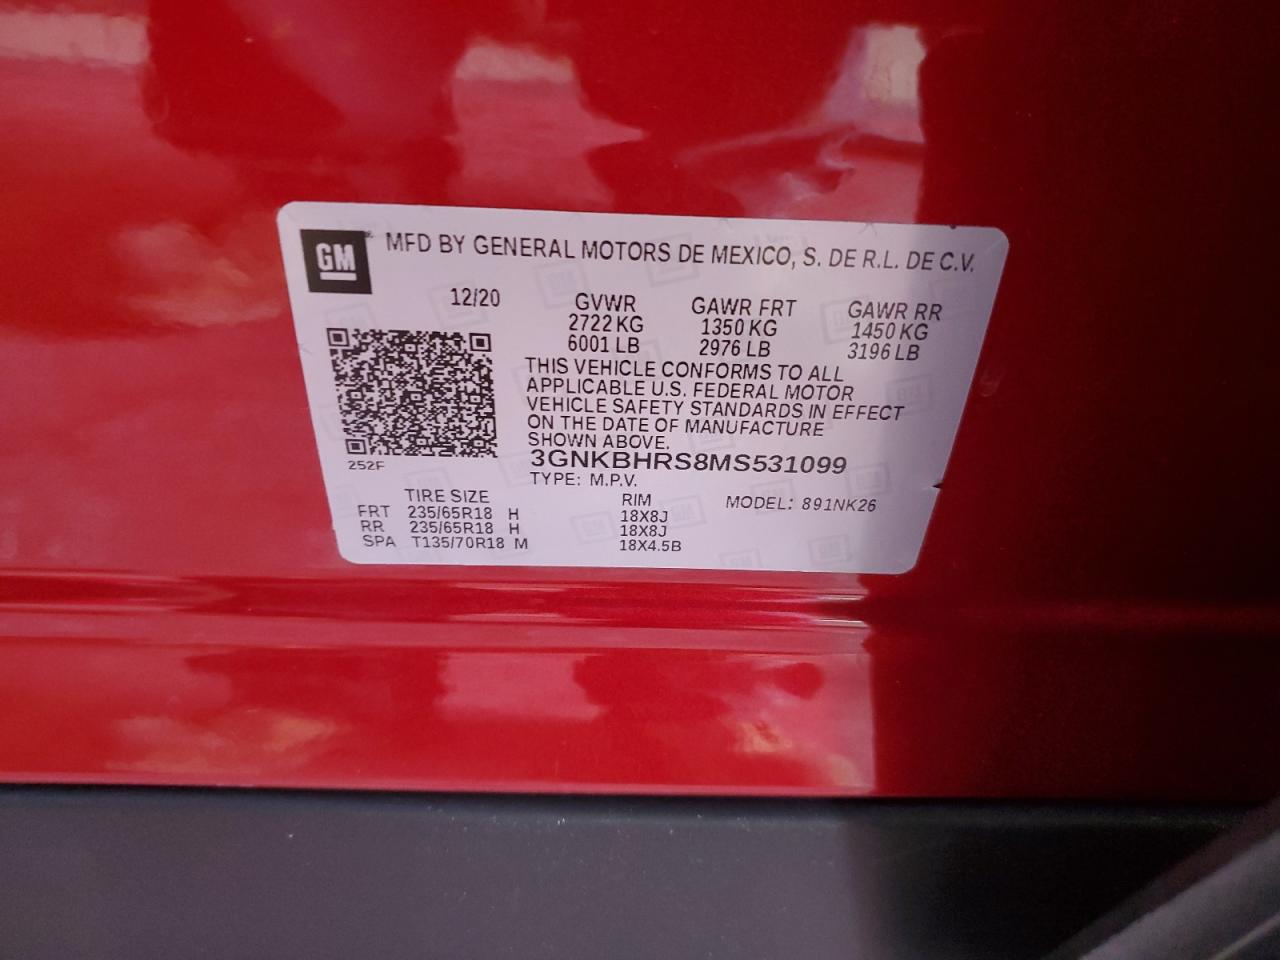 GM MFD BY GENERAL MOTORS DE MEXICO, S. DE R.L. DE C.V.
12/20 GVWR GAWR FRT GAWR RR
2722 KG 1350 KG 1450 KG
6001 LB 2976 LB 3196 LB
THIS VEHICLE CONFORMS TO ALL
APPLICABLE U.S. FEDERAL MOTOR
VEHICLE SAFETY STANDARDS IN EFFECT
ON THE DATE OF MANUFACTURE
SHOWN ABOVE.
252F
3GNKBHRS8MS531099
TYPE: M.P.V.
TIRE SIZE RIM MODEL: 891NK26
FRT 235/65R18 H 18X8J
RR 235/65R18 H 18X8J
SPA T135/70R18 M 18X4.5B